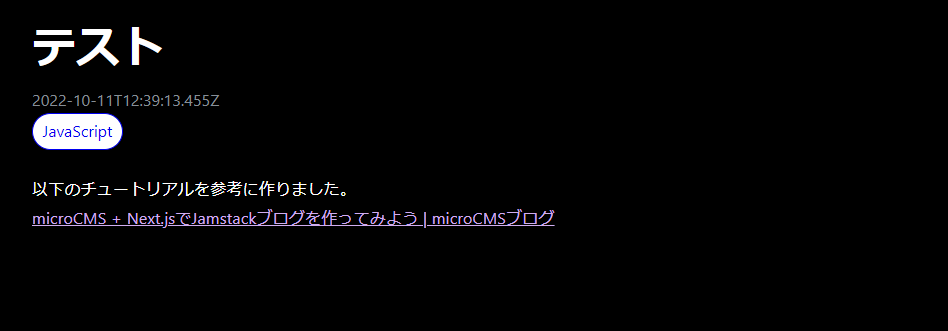 テスト
2022-10-11T12:39:13.455Z
JavaScript
以下のチュートリアルを参考に作りました。
microCMS + Next.jsでJamstackブログを作ってみよう | microCMSブログ